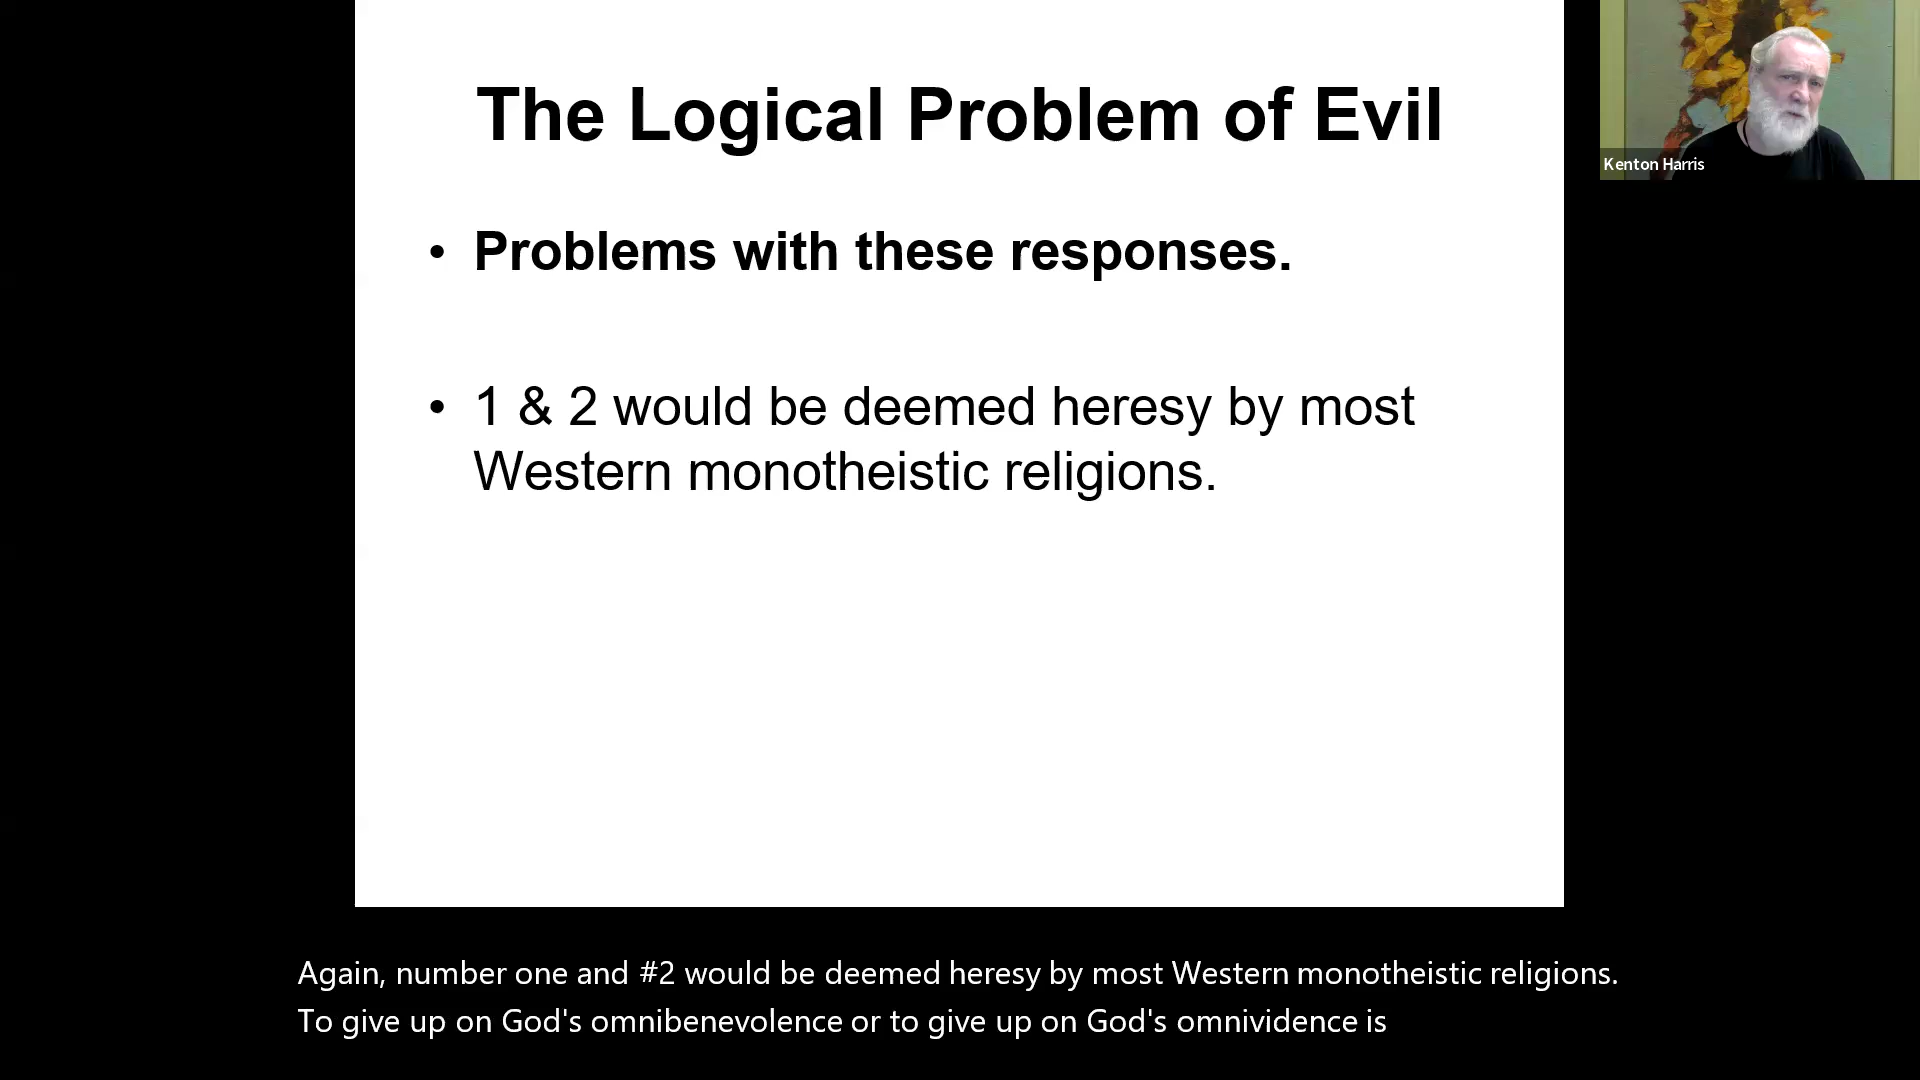 The Logical Problem of Evil
Kenton Harris
• Problems with these responses.
• 1 & 2 would be deemed heresy by most
Western monotheistic religions.
Again, number one and #2 would be deemed heresy by most Western monotheistic religions.
To give up on God's omnibenevolence or to give up on God's omnividence is